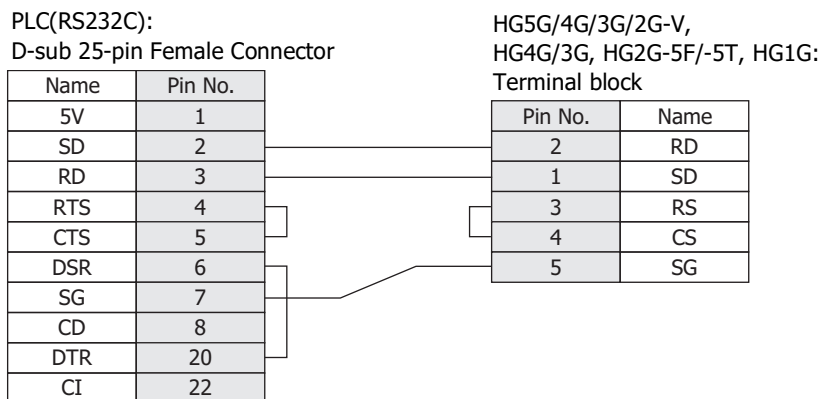 PLC(RS232C):
D-sub 25-pin Female Connector
Name Pin No.
5V 1
SD 2
RD 3
RTS 4
CTS 5
DSR 6
SG 7
CD 8
DTR 20
CI 22
HG5G/4G/3G/2G-V,
HG4G/3G, HG2G-5F/-5T, HG1G:
Terminal block
Pin No. Name
2 RD
1 SD
3 RS
4 CS
5 SG